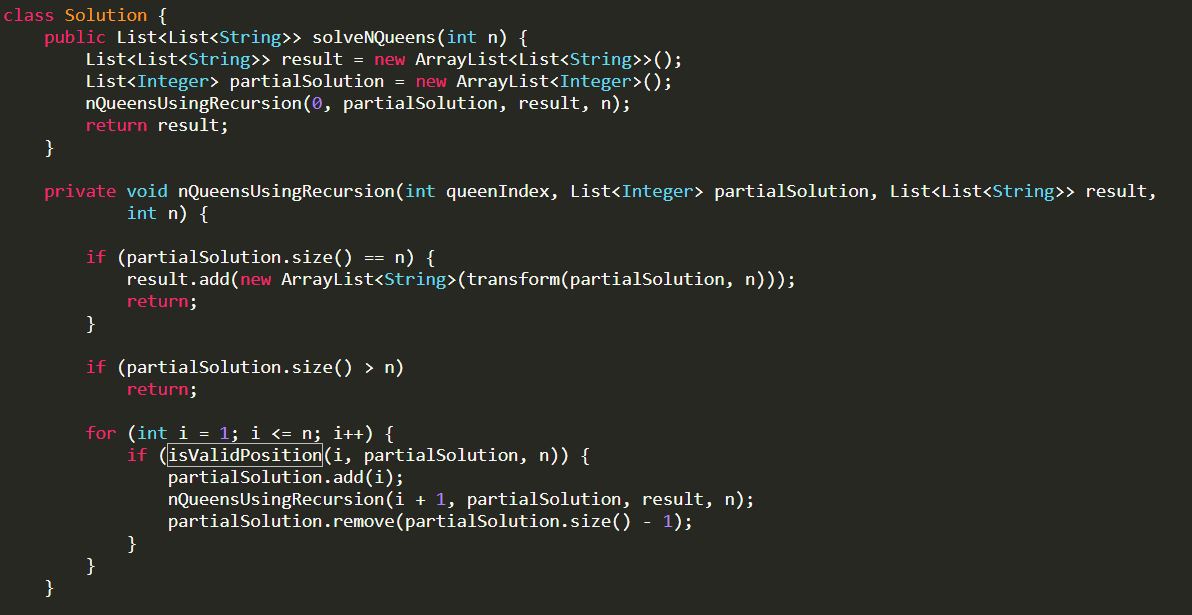 class Solution {
    public List<List<String>> solveNQueens(int n) {
        List<List<String>> result = new ArrayList<List<String>>();
        List<Integer> partialSolution = new ArrayList<Integer>();
        nQueensUsingRecursion(0, partialSolution, result, n);
        return result;
    }

    private void nQueensUsingRecursion(int queenIndex, List<Integer> partialSolution, List<List<String>> result,
            int n) {

        if (partialSolution.size() == n) {
            result.add(new ArrayList<String>(transform(partialSolution, n)));
            return;
        }

        if (partialSolution.size() > n)
            return;

        for (int i = 1; i <= n; i++) {
            if (isValidPosition(i, partialSolution, n)) {
                partialSolution.add(i);
                nQueensUsingRecursion(i + 1, partialSolution, result, n);
                partialSolution.remove(partialSolution.size() - 1);
            }
        }
    }